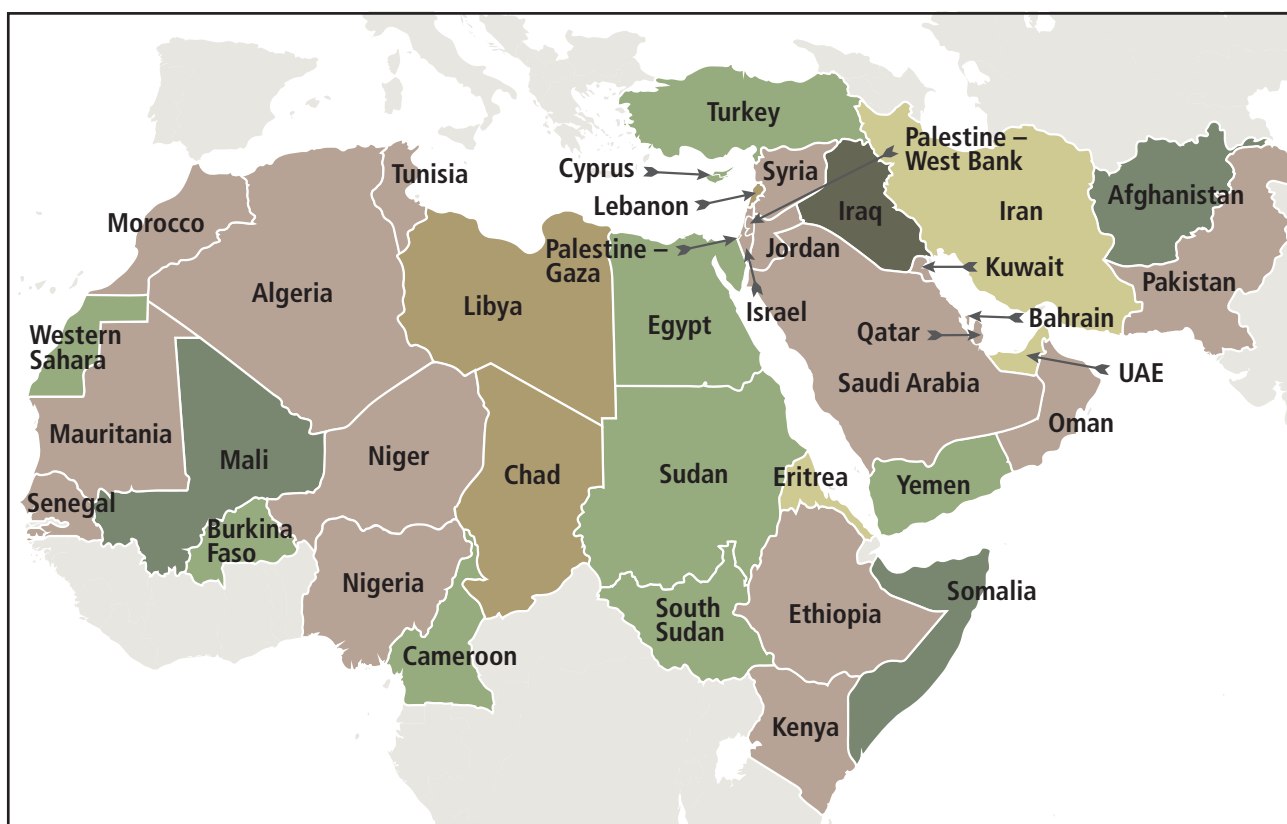 Turkey
Palestine –
West Bank
Cyprus
Syria
Tunisia
Lebanon
Afghanistan
Iraq
Iran
Morocco
Palestine –
Gaza
Jordan
Kuwait
Pakistan
Algeria
Libya
Israel
Bahrain
Egypt
Qatar
Western
Sahara
UAE
Saudi Arabia
Oman
Mauritania
Mali
Niger
Chad
Sudan
Eritrea
Yemen
Senegal
Burkina
Faso
Nigeria
Somalia
South
Sudan
Ethiopia
Cameroon
Kenya